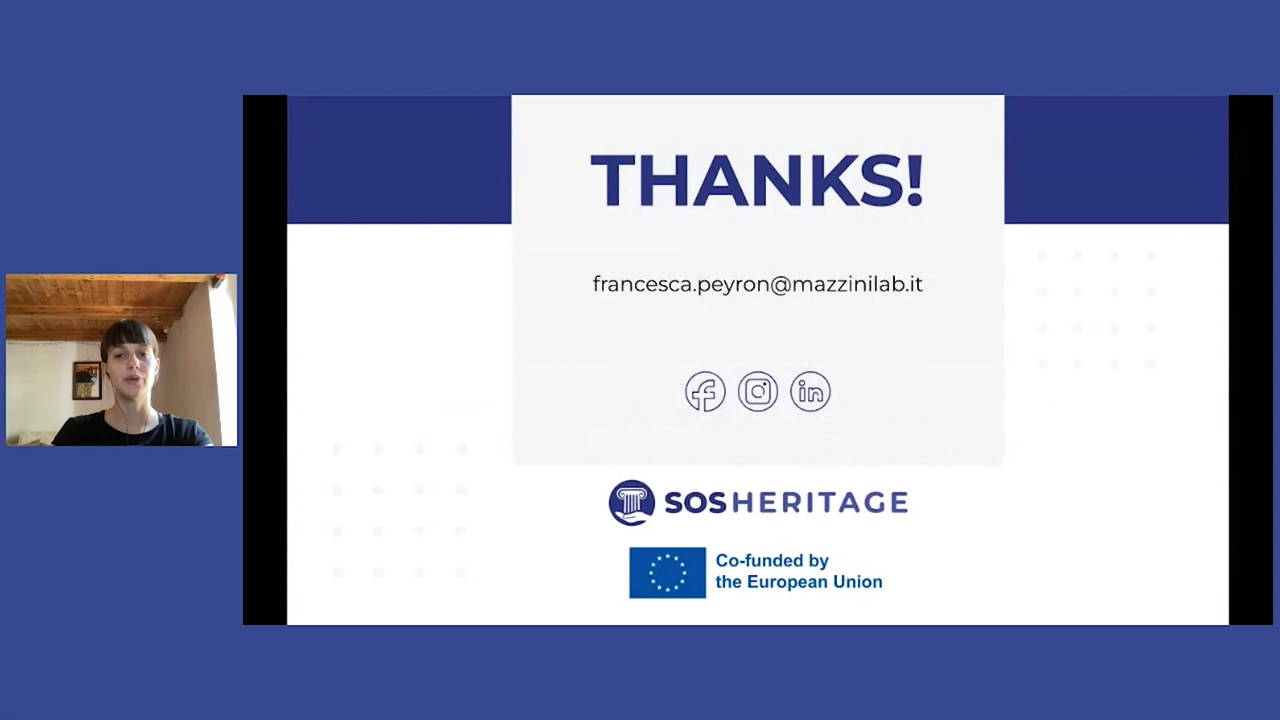 THANKS!
francesca.peyron@mazzinilab.it
SOSHERITAGE
Co-funded by
the European Union